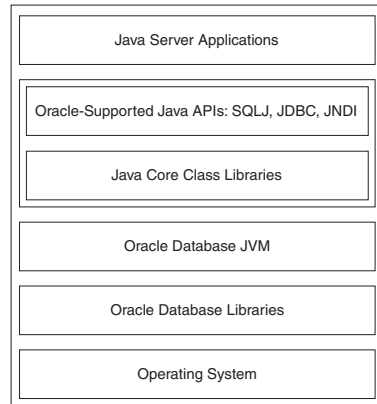 Java Server Applications
Oracle-Supported Java APIs: SQLJ, JDBC, JNDI
Java Core Class Libraries
Oracle Database JVM
Oracle Database Libraries
Operating System